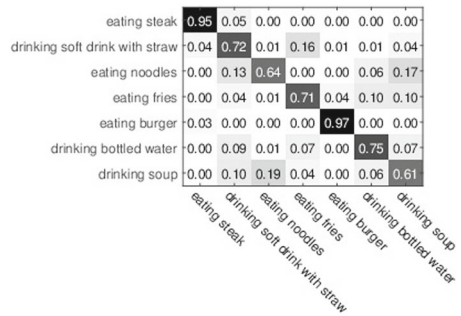 eating steak 0.95 0.05 0.00 0.00 0.00 0.00 0.00
drinking soft drink with straw 0.04 0.72 0.01 0.16 0.01 0.01 0.04
eating noodles 0.00 0.13 0.64 0.00 0.00 0.06 0.17
eating fries 0.00 0.04 0.01 0.71 0.04 0.10 0.10
eating burger 0.03 0.00 0.00 0.00 0.97 0.00 0.00
drinking bottled water 0.00 0.09 0.01 0.07 0.00 0.75 0.07
drinking soup 0.00 0.10 0.19 0.04 0.00 0.06 0.61
eating steak
drinking soft drink with straw
eating noodles
eating fries
eating burger
drinking bottled water
drinking soup